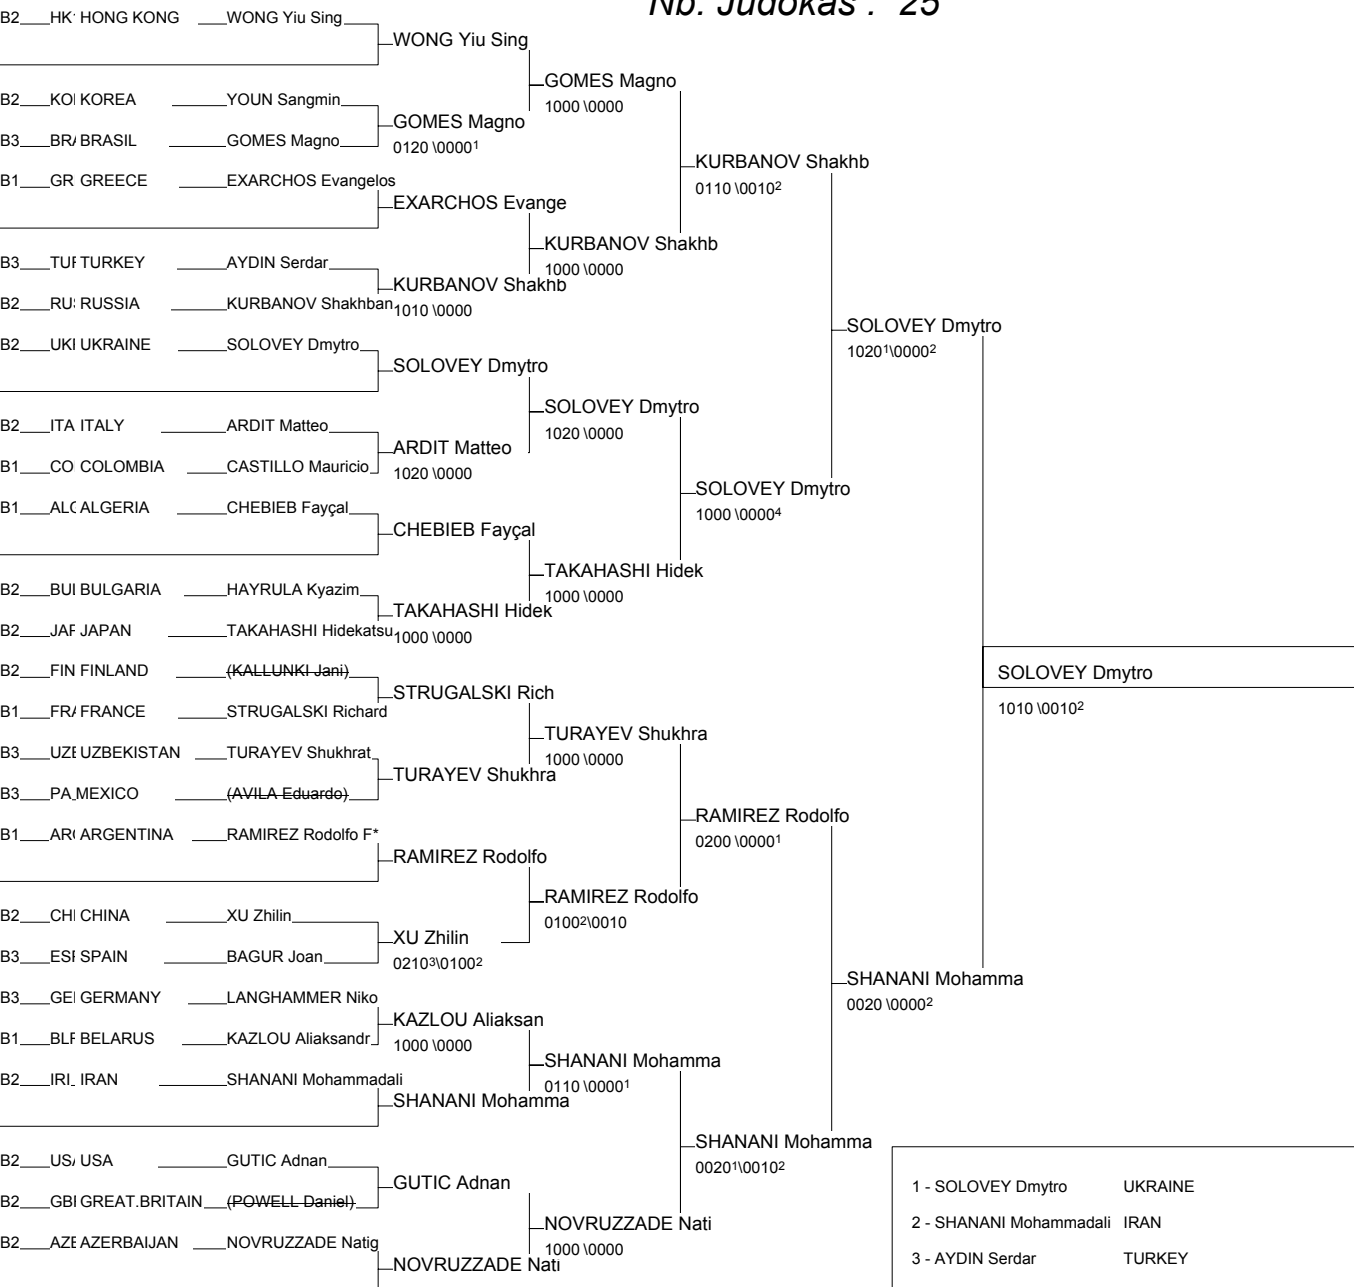 Nb. Judokas : 25
B2 HK HONG KONG WONG Yiu Sing
WONG Yiu Sing
GOMES Magno
1000 \0000
B2 KO KOREA YOUN Sangmin
GOMES Magno
0120 \0000¹
B3 BR BRASIL GOMES Magno
KURBANOV Shakhb
0110 \0010²
B1 GR GREECE EXARCHOS Evangelos
EXARCHOS Evange
KURBANOV Shakhb
1000 \0000
B3 TU TURKEY AYDIN Serdar
KURBANOV Shakhb
1010 \0000
B2 RU RUSSIA KURBANOV Shakhban
SOLOVEY Dmytro
1020¹\0000²
B2 UK UKRAINE SOLOVEY Dmytro
SOLOVEY Dmytro
SOLOVEY Dmytro
1020 \0000
B2 ITA ITALY ARDIT Matteo
ARDIT Matteo
1020 \0000
B1 CO COLOMBIA CASTILLO Mauricio
SOLOVEY Dmytro
1000 \0000⁴
B1 AL ALGERIA CHEBIEB Fayçal
CHEBIEB Fayçal
TAKAHASHI Hidek
1000 \0000
B2 BU BULGARIA HAYRULA Kyazim
TAKAHASHI Hidek
1000 \0000
B2 JA JAPAN TAKAHASHI Hidekatsu
SOLOVEY Dmytro
1010 \0010²
B2 FIN FINLAND (KALLUNKI Jani)
STRUGALSKI Rich
B1 FR FRANCE STRUGALSKI Richard
TURAYEV Shukhra
1000 \0000
B3 UZ UZBEKISTAN TURAYEV Shukhrat
TURAYEV Shukhra
B3 PA MEXICO (AVILA Eduardo)
RAMIREZ Rodolfo
0200 \0000¹
B1 AR ARGENTINA RAMIREZ Rodolfo F*
RAMIREZ Rodolfo
RAMIREZ Rodolfo
0100²\0010
B2 CH CHINA XU Zhilin
XU Zhilin
0210³\0100²
B3 ES SPAIN BAGUR Joan
SHANANI Mohamma
0020 \0000²
B3 GE GERMANY LANGHAMMER Niko
KAZLOU Aliaksan
1000 \0000
B1 BL BELARUS KAZLOU Aliaksandr
SHANANI Mohamma
0110 \0000¹
B2 IRI IRAN SHANANI Mohammadali
SHANANI Mohamma
SHANANI Mohamma
0020¹\0010²
B2 US USA GUTIC Adnan
GUTIC Adnan
B2 GB GREAT.BRITAIN (POWELL Daniel)
NOVRUZZADE Nati
1000 \0000
B2 AZ AZERBAIJAN NOVRUZZADE Natig
NOVRUZZADE Nati
1 - SOLOVEY Dmytro UKRAINE
2 - SHANANI Mohammadali IRAN
3 - AYDIN Serdar TURKEY